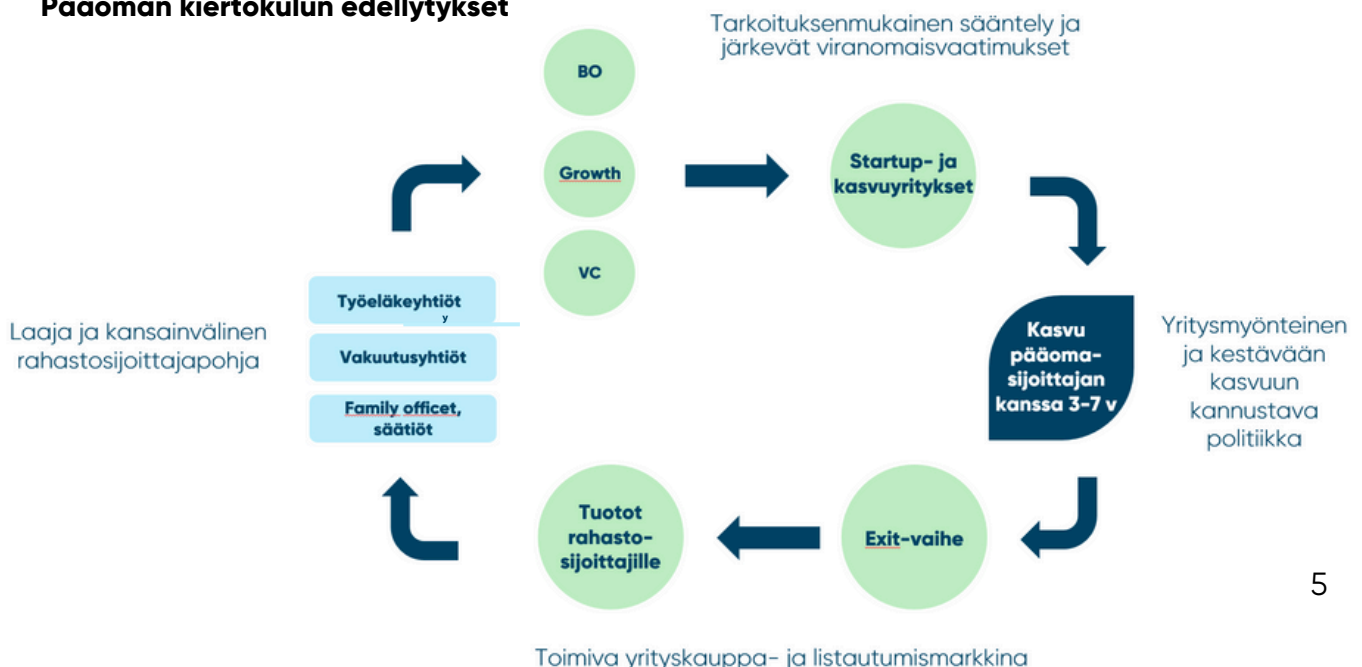 Pääoman kiertokulun edellytykset
Tarkoituksenmukainen sääntely ja
järkevät viranomaisvaatimukset
BO
Growth
VC
Startup- ja
kasvuyritykset
Työeläkeyhtiöt
y
Vakuutusyhtiöt
Family officet,
säätiöt
Laaja ja kansainvälinen
rahastosijoittajapohja
Kasvu
pääoma-
sijoittajan
kanssa 3-7 v
Yritysmyönteinen
ja kestävään
kasvuun
kannustava
politiikka
Tuotot
rahasto-
sijoittajille
Exit-vaihe
5
Toimiva yrityskauppa- ja listautumismarkkina